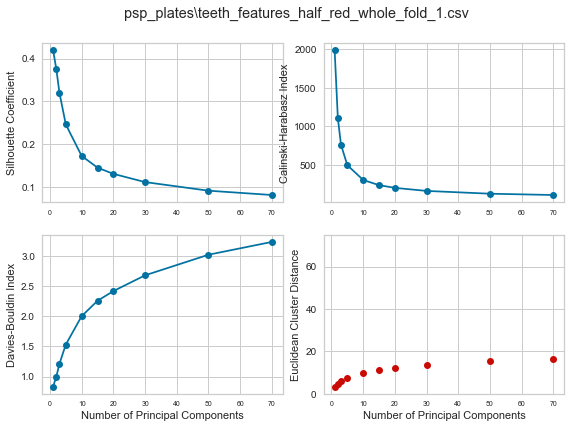 psp_plates\teeth_features_half_red_whole_fold_1.csv
Silhouette Coefficient
0.4
0.3
0.2
0.1
0 10 20 30 40 50 60 70
Calinski-Harabasz Index
2000
1500
1000
500
0 10 20 30 40 50 60 70
Davies-Bouldin Index
3.0
2.5
2.0
1.5
1.0
0 10 20 30 40 50 60 70
Number of Principal Components
Euclidean Cluster Distance
60
40
20
0
0 10 20 30 40 50 60 70
Number of Principal Components